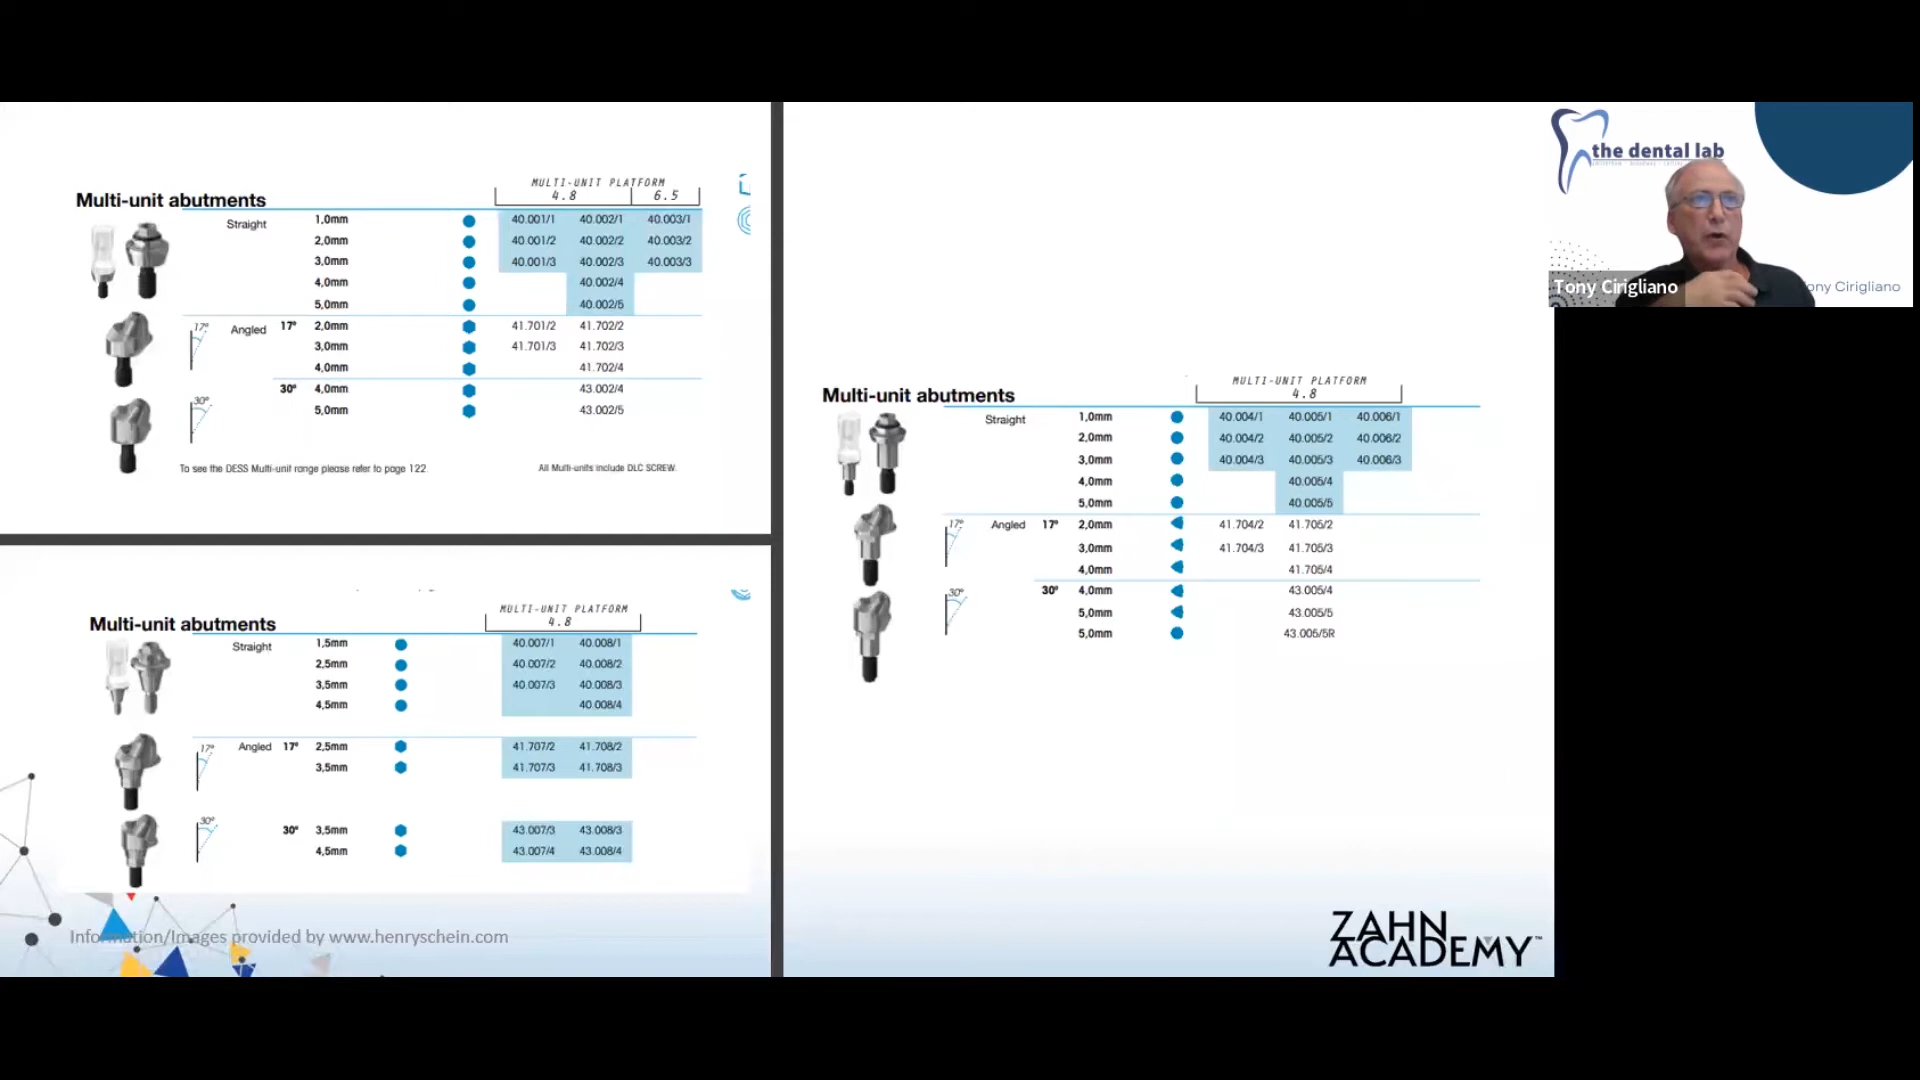 MULTI-UNIT PLATFORM
Multi-unit abutments 4.8 6.5
Straight 1,0mm 40.001/1 40.002/1 40.003/1
2,0mm 40.001/2 40.002/2 40.003/2
3,0mm 40.001/3 40.002/3 40.003/3
4,0mm 40.002/4
5,0mm 40.002/5
17º Angled 17º 2,0mm 41.701/2 41.702/2
3,0mm 41.701/3 41.702/3
4,0mm 41.702/4
30º 4,0mm 43.002/4
30º 5,0mm 43.002/5
To see the DESS Multi-unit range please refer to page 122. All Multi-units include DLC SCREW.
MULTI-UNIT PLATFORM
Multi-unit abutments 4.8
Straight 1,5mm 40.007/1 40.008/1
2,5mm 40.007/2 40.008/2
3,5mm 40.007/3 40.008/3
4,5mm 40.008/4
17º Angled 17º 2,5mm 41.707/2 41.708/2
3,5mm 41.707/3 41.708/3
30º 30º 3,5mm 43.007/3 43.008/3
4,5mm 43.007/4 43.008/4
Information/Images provided by www.henryschein.com
MULTI-UNIT PLATFORM
Multi-unit abutments 4.8
Straight 1,0mm 40.004/1 40.005/1 40.006/1
2,0mm 40.004/2 40.005/2 40.006/2
3,0mm 40.004/3 40.005/3 40.006/3
4,0mm 40.005/4
5,0mm 40.005/5
17º Angled 17º 2,0mm 41.704/2 41.705/2
3,0mm 41.704/3 41.705/3
4,0mm 41.705/4
30º 30º 4,0mm 43.005/4
5,0mm 43.005/5
5,0mm 43.005/5R
ZAHN
ACADEMY™
the dental lab
Tony Cirigliano
ony Cirigliano